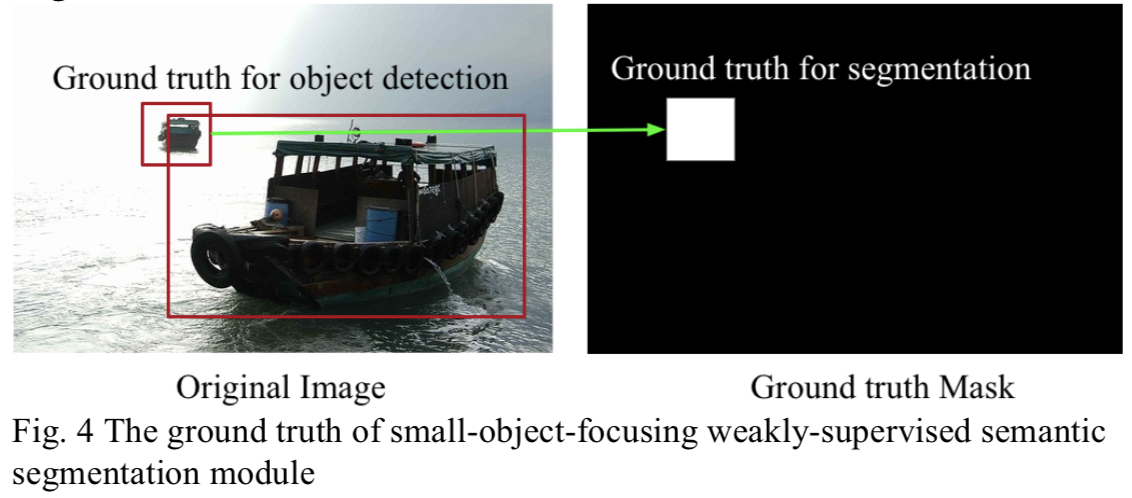 Ground truth for object detection
Ground truth for segmentation
Original Image
Ground truth Mask
Fig. 4 The ground truth of small-object-focusing weakly-supervised semantic
segmentation module